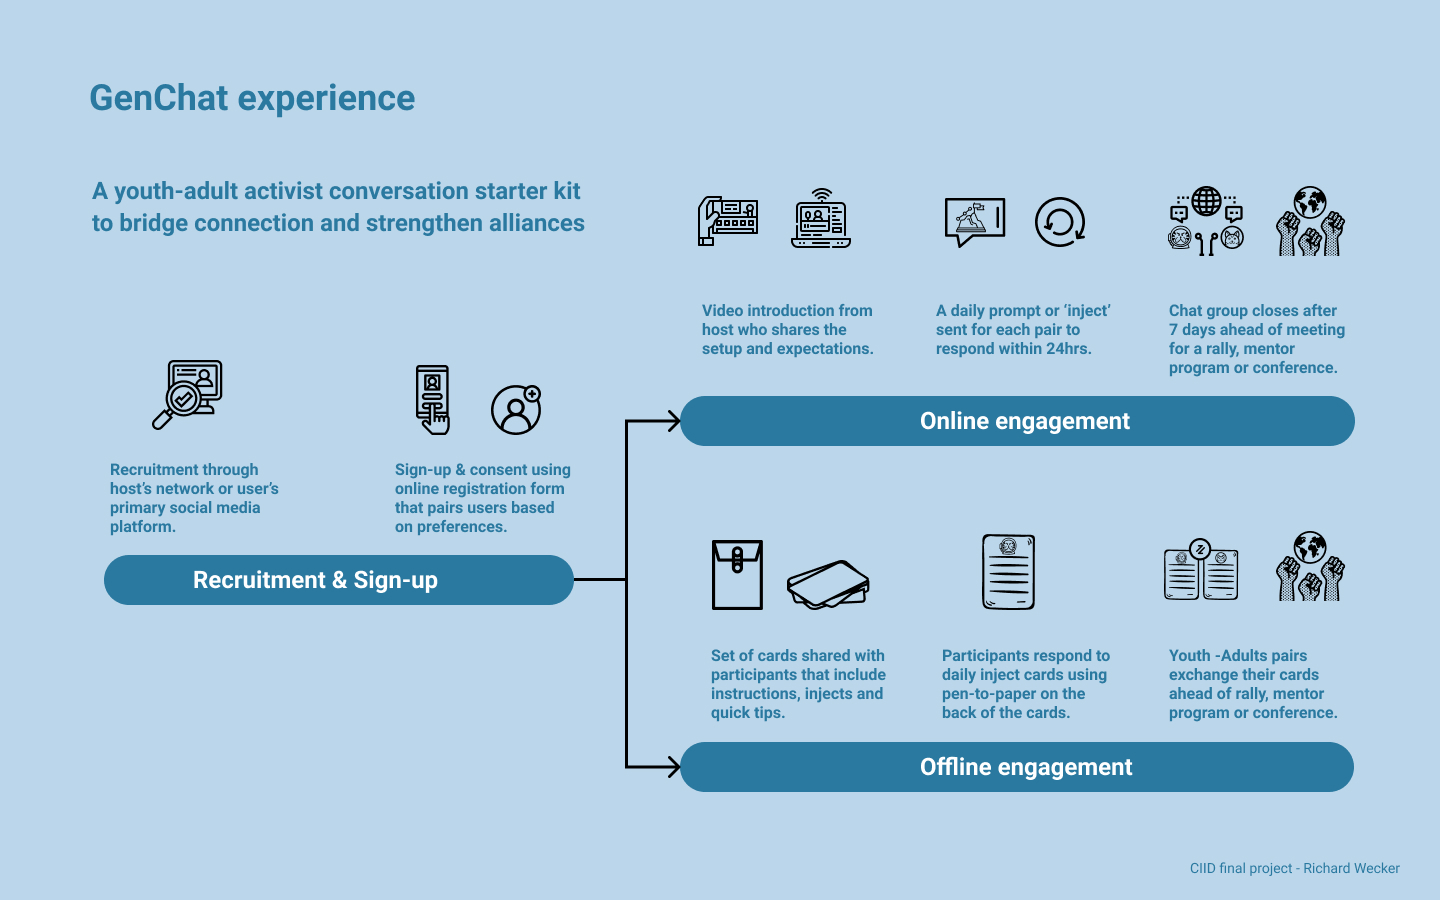 GenChat experience
A youth-adult activist conversation starter kit
to bridge connection and strengthen alliances
Recruitment through
host’s network or user’s
primary social media
platform.
Sign-up & consent using
online registration form
that pairs users based
on preferences.
Recruitment & Sign-up
Video introduction from
host who shares the
setup and expectations.
A daily prompt or ‘inject’
sent for each pair to
respond within 24hrs.
Chat group closes after
7 days ahead of meeting
for a rally, mentor
program or conference.
Online engagement
Set of cards shared with
participants that include
instructions, injects and
quick tips.
Participants respond to
daily inject cards using
pen-to-paper on the
back of the cards.
Youth -Adults pairs
exchange their cards
ahead of rally, mentor
program or conference.
Offline engagement
CIID final project - Richard Wecker